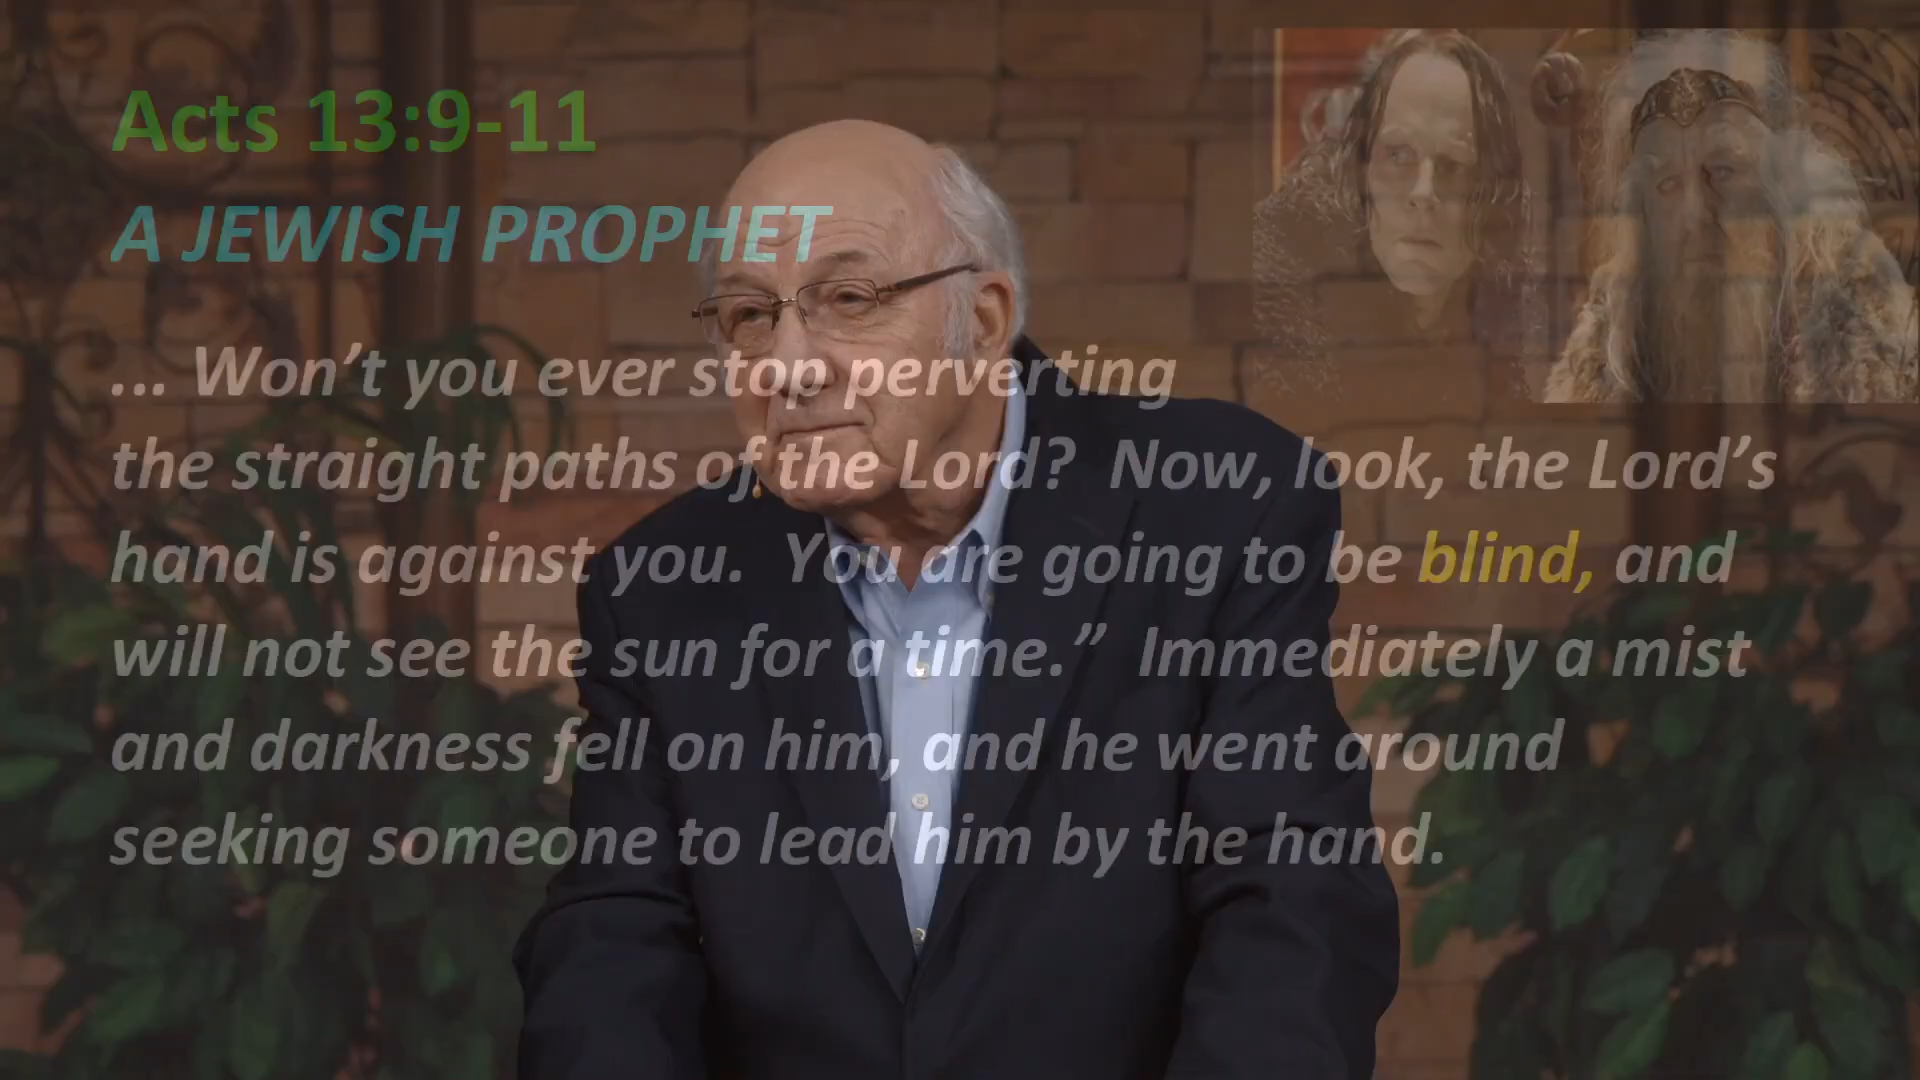 Acts 13:9-11
A JEWISH PROPHET
... Won’t you ever stop perverting
the straight paths of the Lord?  Now, look, the Lord’s
hand is against you.  You are going to be blind, and
will not see the sun for a time.”  Immediately a mist
and darkness fell on him, and he went around
seeking someone to lead him by the hand.